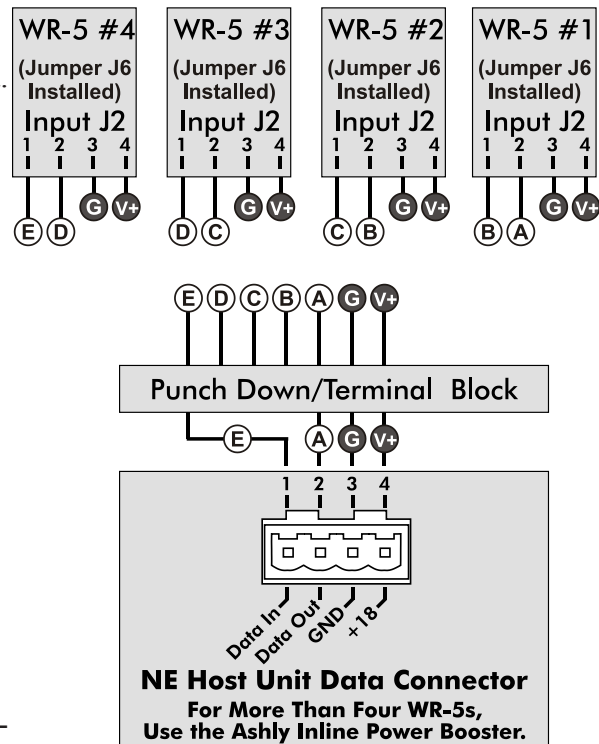 WR-5 #4 WR-5 #3 WR-5 #2 WR-5 #1
(Jumper J6 (Jumper J6 (Jumper J6 (Jumper J6
Installed) Installed) Installed) Installed)
Input J2 Input J2 Input J2 Input J2
1 2 3 4 1 2 3 4 1 2 3 4 1 2 3 4
E D G V+ D C G V+ C B G V+ B A G V+
E D C B A G V+
Punch Down/Terminal Block
E A G V+
1 2 3 4
Data In Data Out GND +18
NE Host Unit Data Connector
For More Than Four WR-5s,
Use the Ashly Inline Power Booster.